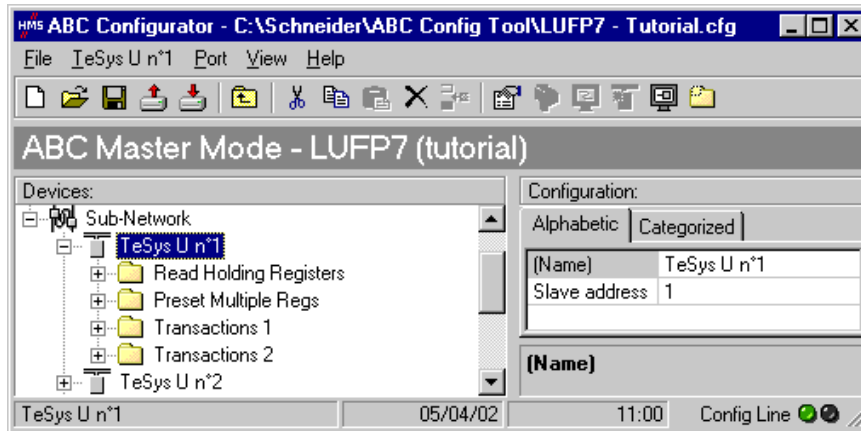 HMS ABC Configurator - C:\Schneider\ABC Config Tool\LUFP7 - Tutorial.cfg
File TeSys U n°1 Port View Help
ABC Master Mode - LUFP7 (tutorial)
Devices:
Sub-Network
TeSys U n°1
Read Holding Registers
Preset Multiple Regs
Transactions 1
Transactions 2
TeSys U n°2
Configuration:
Alphabetic Categorized
(Name) TeSys U n°1
Slave address 1
(Name)
TeSys U n°1 05/04/02 11:00 Config Line